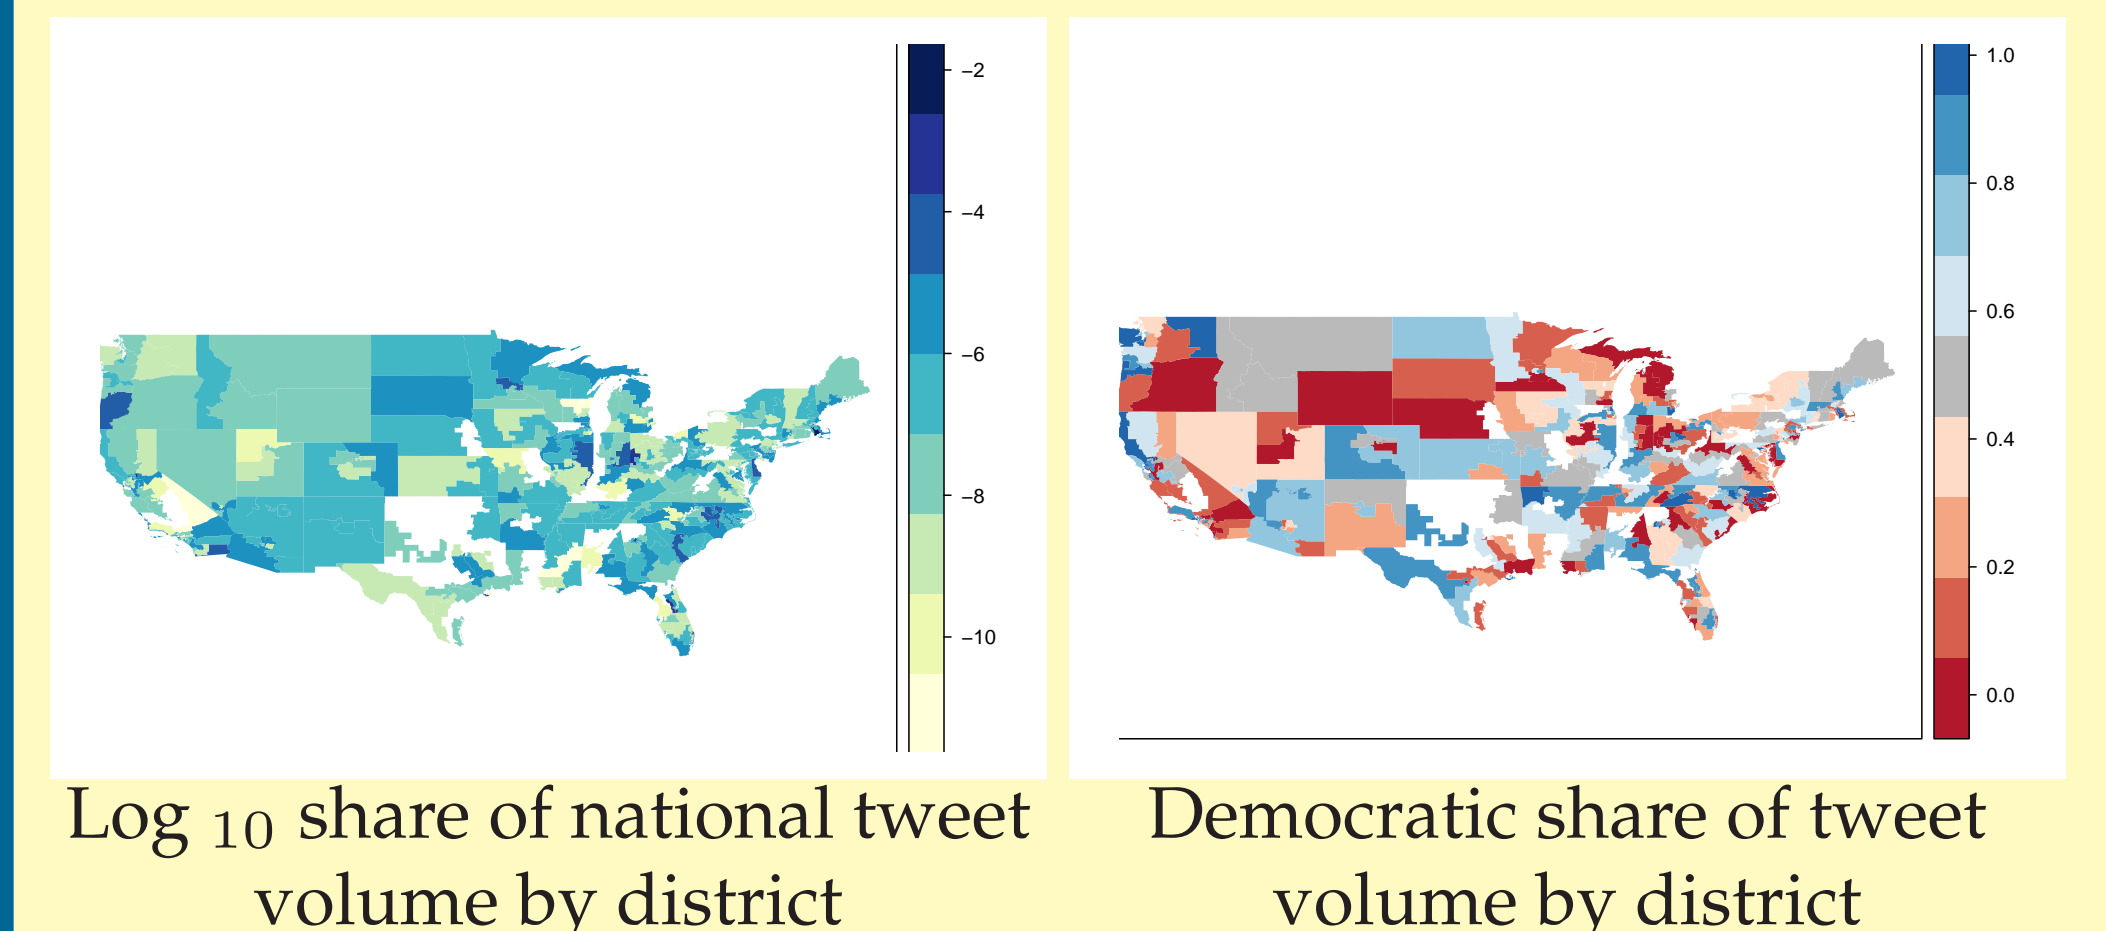 −2
−4
−6
−8
−10
1.0
0.8
0.6
0.4
0.2
0.0
Log 10 share of national tweet
volume by district
Democratic share of tweet
volume by district